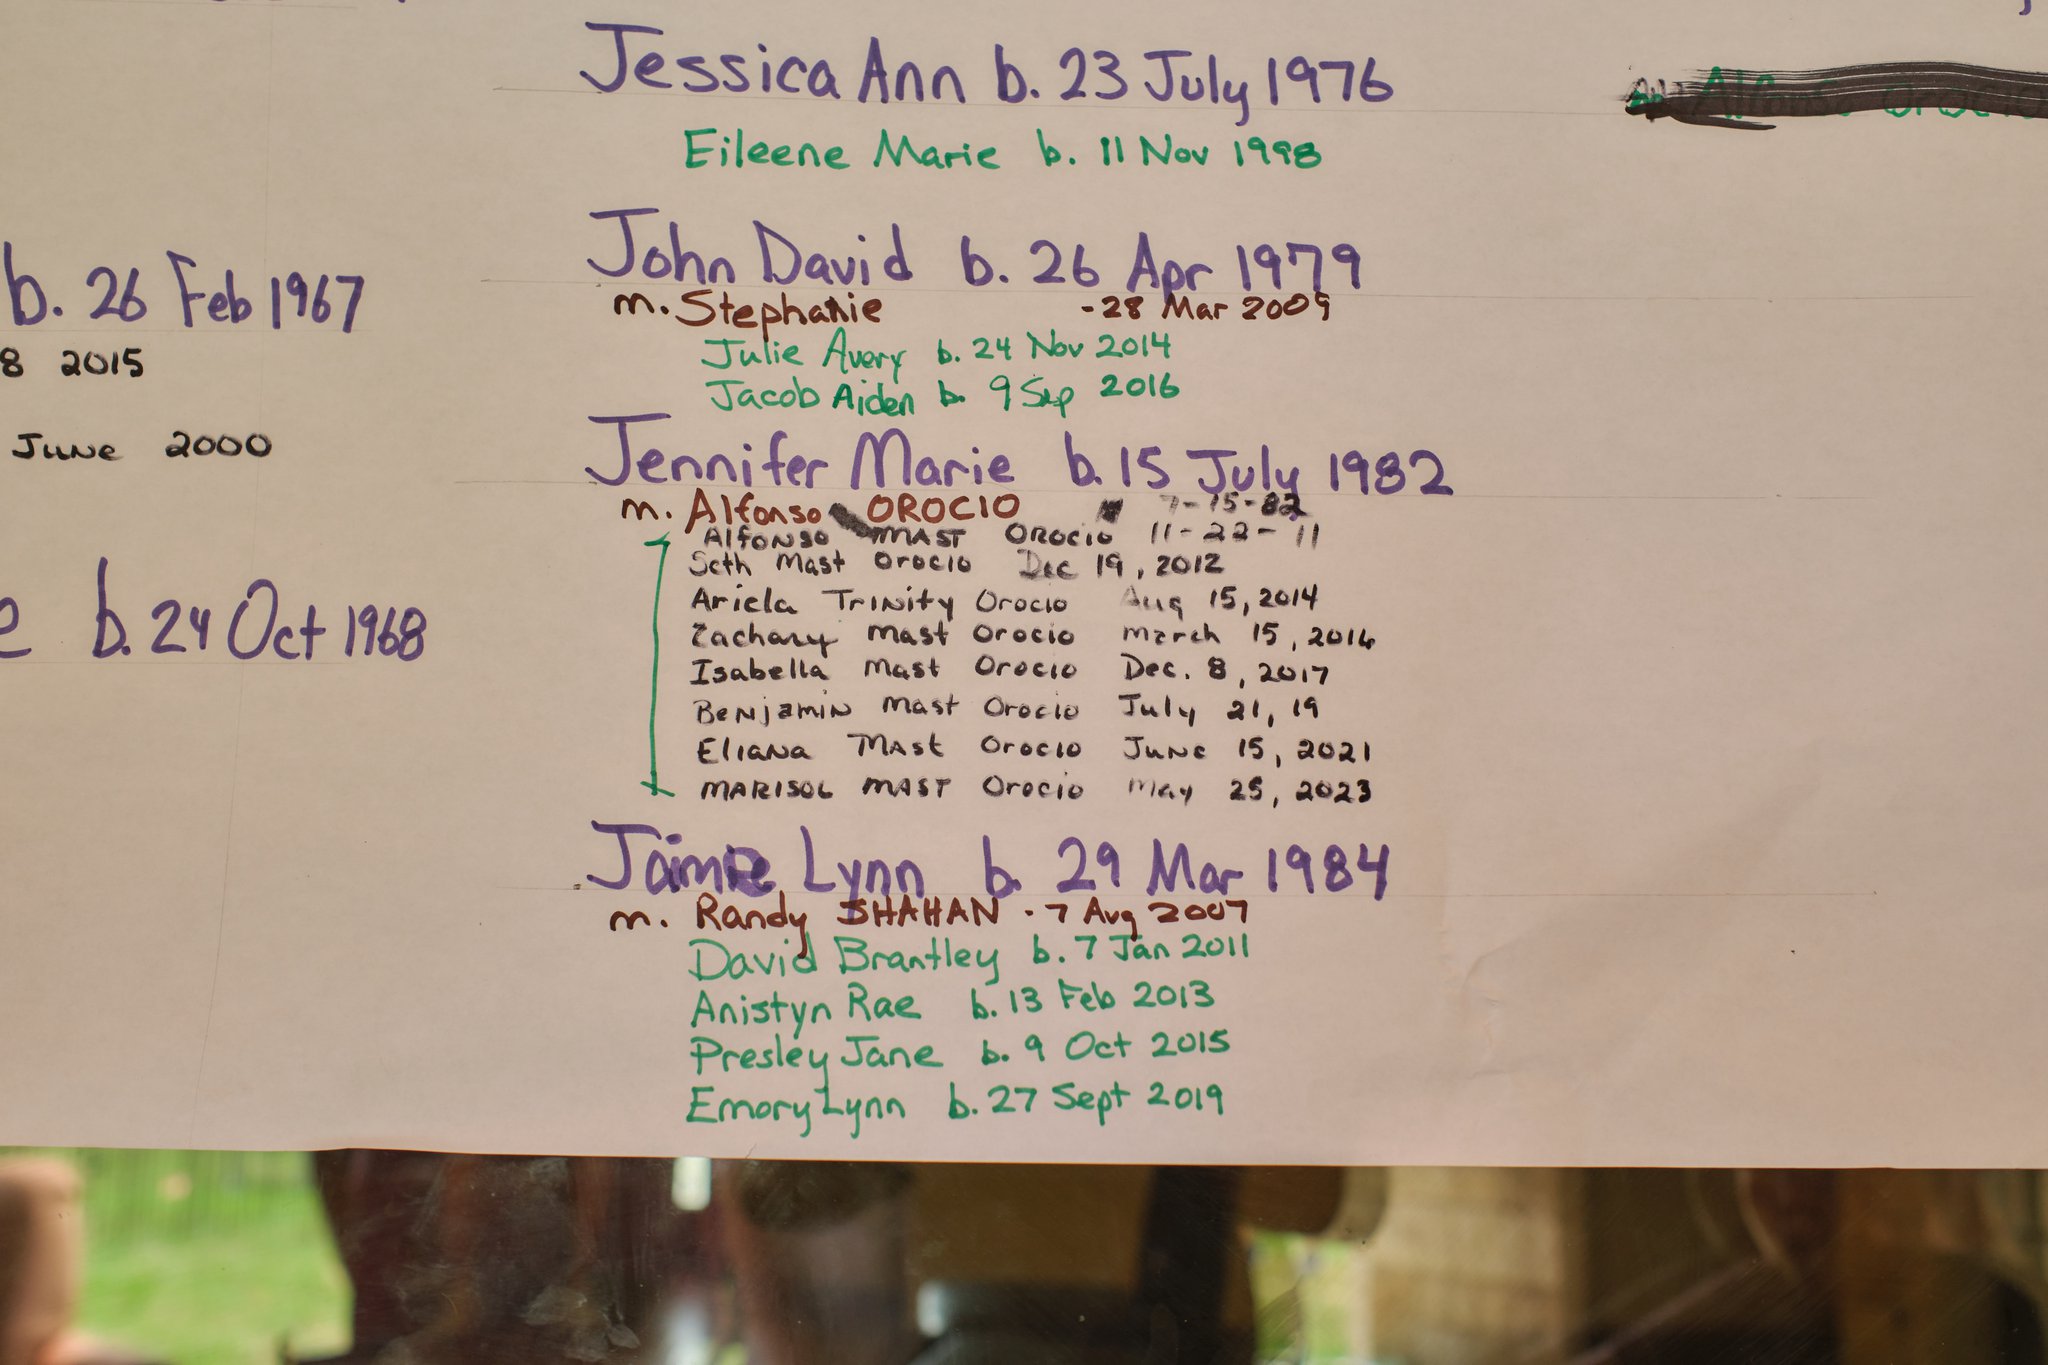 Jessica Ann b. 23 July 1976
Eileene Marie b. 11 Nov 1998
John David b. 26 Apr 1979
m. Stephanie - 28 Mar 2009
Julie Avery b. 24 Nov 2014
Jacob Aiden b. 9 Sep 2016
Jennifer Marie b. 15 July 1982
m. Alfonso OROCIO 7-15-82
Alfonso MAST Orocio 11-22-11
Seth Mast Orocio Dec 19, 2012
Ariela Trinity Orocio Aug 15, 2014
Zachary Mast Orocio March 15, 2016
Isabella Mast Orocio Dec. 8, 2017
Benjamin Mast Orocio July 21, 19
Eliana Mast Orocio June 15, 2021
MARISOL MAST Orocio May 25, 2023
Jamie Lynn b. 29 Mar 1984
m. Randy SHAHAN - 7 Aug 2007
David Brantley b. 7 Jan 2011
Anistyn Rae b. 13 Feb 2013
Presley Jane b. 9 Oct 2015
Emory Lynn b. 27 Sept 2019
b. 26 Feb 1967
8 2015
June 2000
e b. 24 Oct 1968
Alfonso Orocio